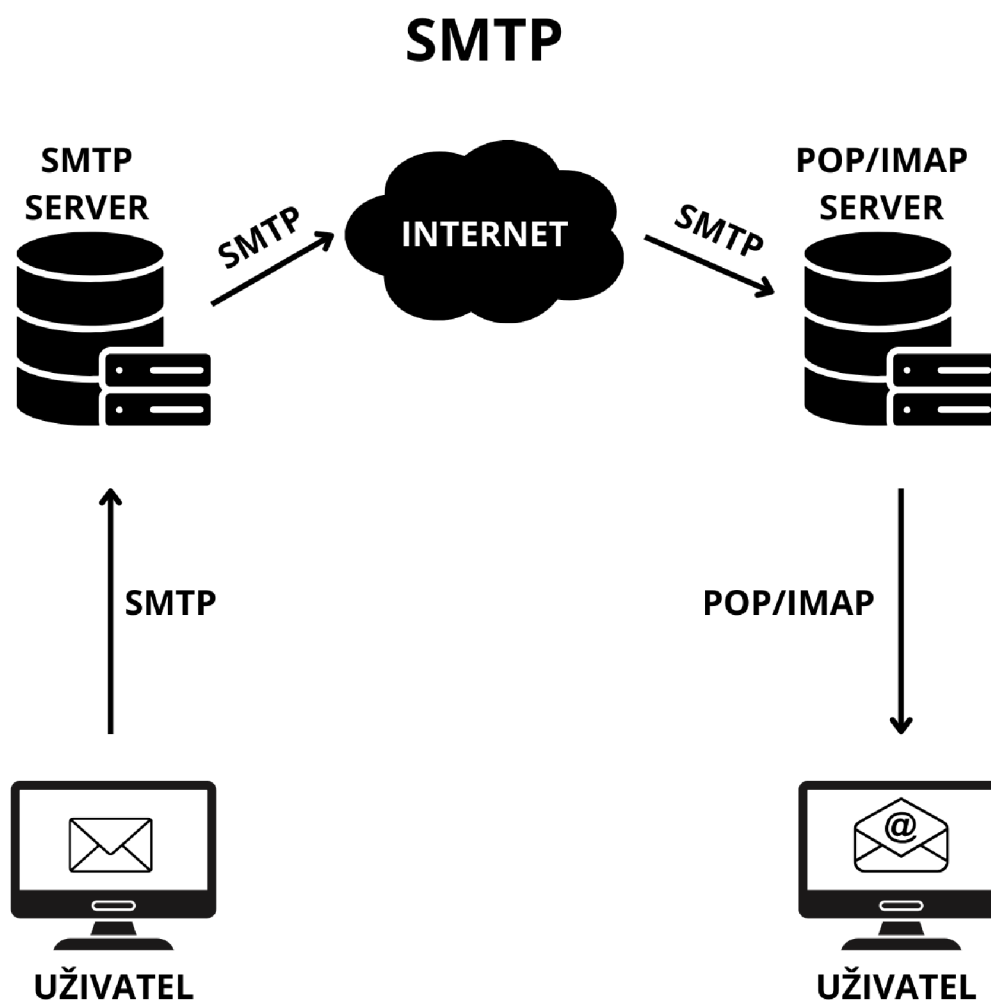 SMTP
SMTP
SERVER
SMTP
INTERNET
SMTP
POP/IMAP
SERVER
SMTP
POP/IMAP
@
UŽIVATEL
UŽIVATEL